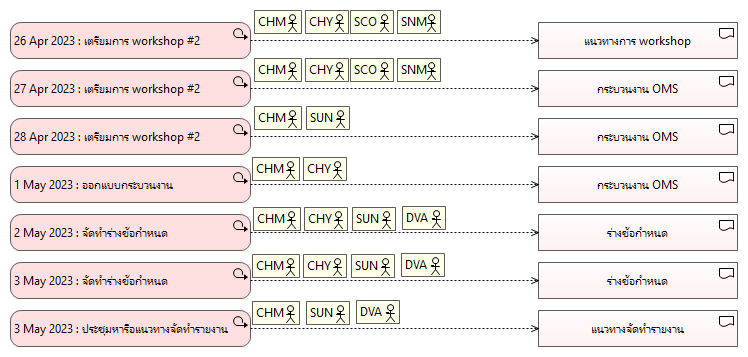 CHM CHY SCO SNM
26 Apr 2023 : เตรียมการ workshop #2 แนวทางการ workshop
CHM CHY SCO SNM
27 Apr 2023 : เตรียมการ workshop #2 กระบวนงาน OMS
CHM SUN
28 Apr 2023 : เตรียมการ workshop #2 กระบวนงาน OMS
CHM CHY
1 May 2023 : ออกแบบกระบวนงาน กระบวนงาน OMS
CHM CHY SUN DVA
2 May 2023 : จัดทำร่างข้อกำหนด ร่างข้อกำหนด
CHM CHY SUN DVA
3 May 2023 : จัดทำร่างข้อกำหนด ร่างข้อกำหนด
CHM SUN DVA
3 May 2023 : ประชุมหารือแนวทางจัดทำรายงาน แนวทางจัดทำรายงาน